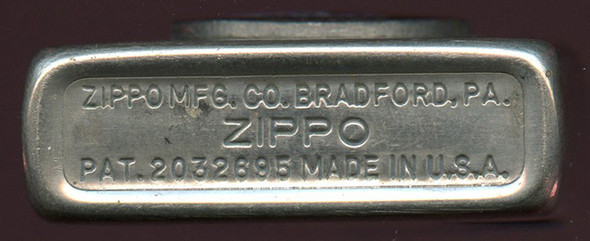 ZIPPO MFG. CO. BRADFORD, PA.
ZIPPO
PAT. 2032695 MADE IN U.S.A.